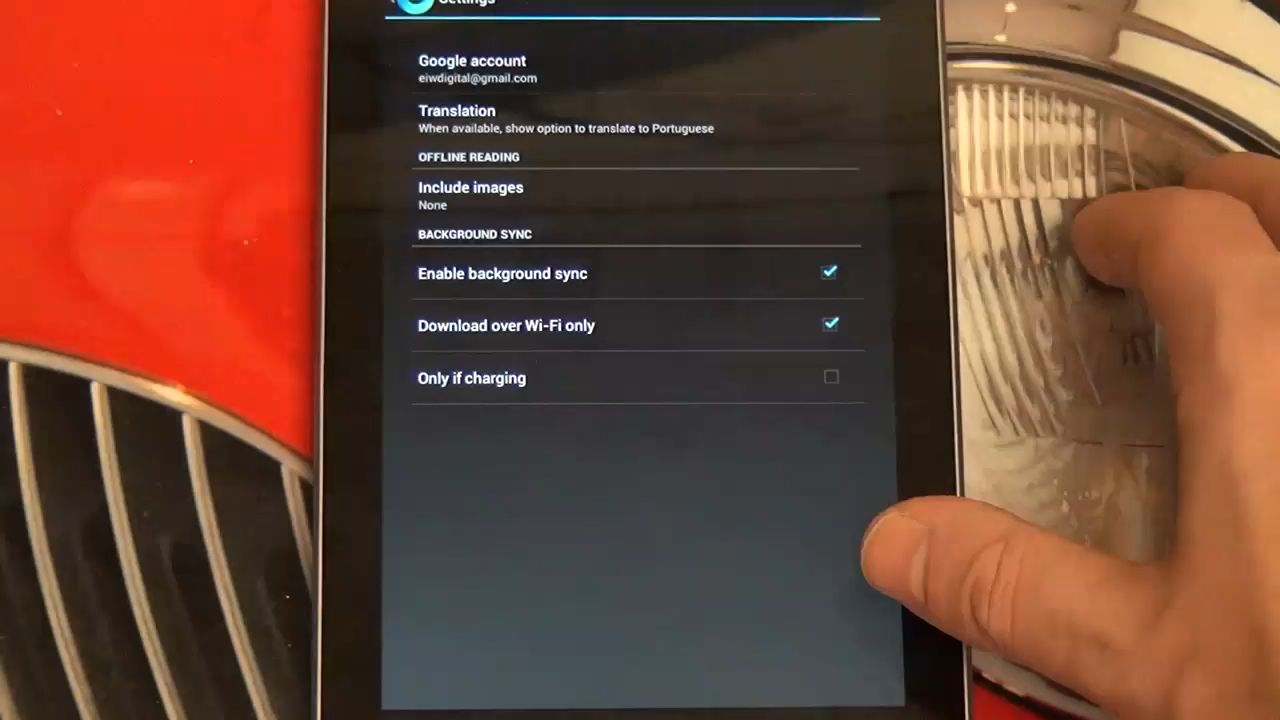 Settings
Google account
eiwdigital@gmail.com
Translation
When available, show option to translate to Portuguese
OFFLINE READING
Include images
None
BACKGROUND SYNC
Enable background sync
Download over Wi-Fi only
Only if charging